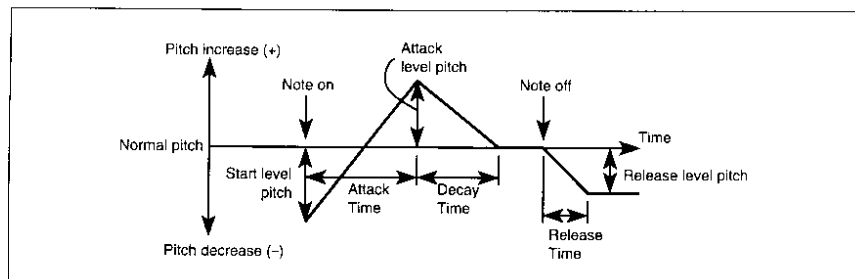 Pitch increase (+)
Attack
level pitch
Note on
Note off
Time
Normal pitch
Start level
pitch
Attack
Time
Decay
Time
Release level pitch
Release
Time
Pitch decrease (–)